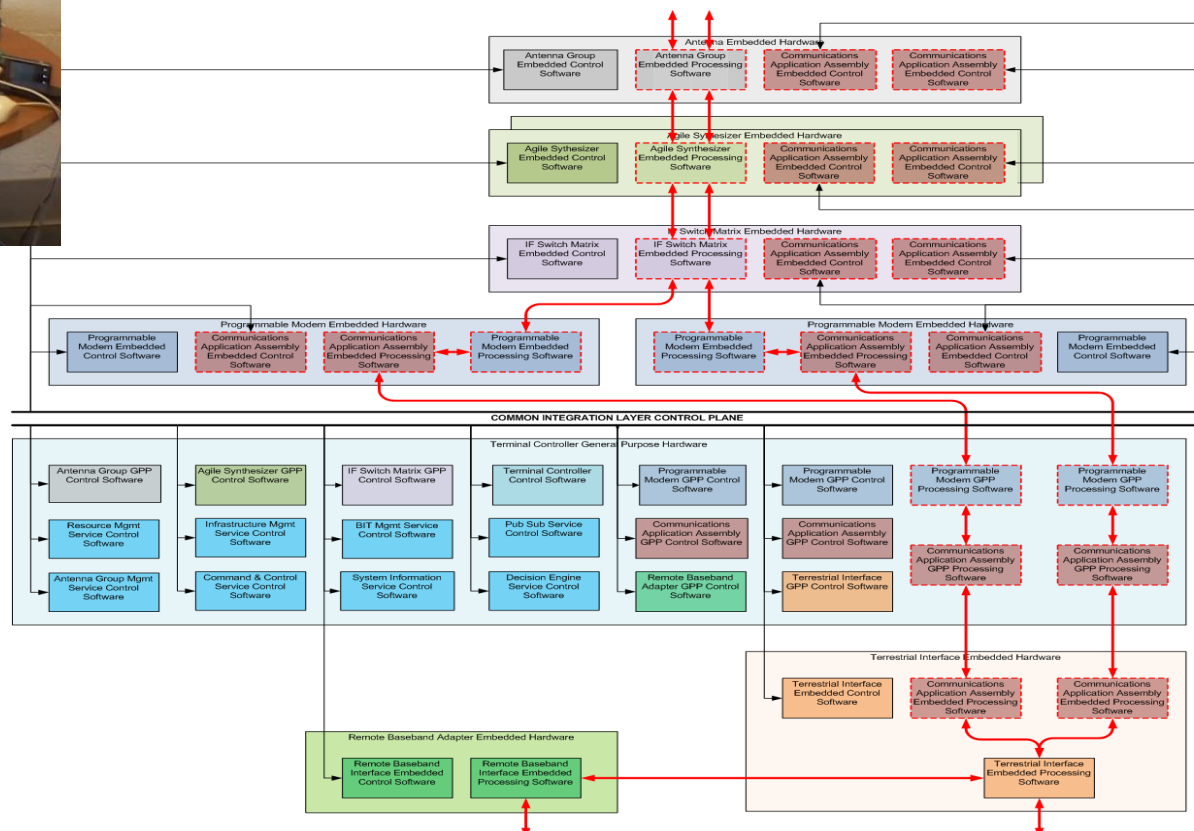 Antenna Embedded Hardware
Antenna Group
Embedded Control
Software
Antenna Group
Embedded Processing
Software
Communications
Application Assembly
Embedded Control
Software
Communications
Application Assembly
Embedded Control
Software
Agile Sythesizer Embedded Hardware
Agile Sythesizer
Embedded Control
Software
Agile Synthesizer
Embedded Processing
Software
Communications
Application Assembly
Embedded Control
Software
Communications
Application Assembly
Embedded Control
Software
IF Switch Matrix Embedded Hardware
IF Switch Matrix
Embedded Control
Software
IF Switch Matrix
Embedded Processing
Software
Communications
Application Assembly
Embedded Control
Software
Communications
Application Assembly
Embedded Control
Software
Programmable Modem Embedded Hardware
Programmable
Modem Embedded
Control Software
Communications
Application Assembly
Embedded Control
Software
Communications
Application Assembly
Embedded Processing
Software
Programmable
Modem Embedded
Processing Software
Programmable Modem Embedded Hardware
Programmable
Modem Embedded
Processing Software
Communications
Application Assembly
Embedded Processing
Software
Communications
Application Assembly
Embedded Control
Software
Programmable
Modem Embedded
Control Software
COMMON INTEGRATION LAYER CONTROL PLANE
Terminal Controller General Purpose Hardware
Antenna Group GPP
Control Software
Agile Synthesizer GPP
Control Software
IF Switch Matrix GPP
Control Software
Terminal Controller
Control Software
Programmable
Modem GPP Control
Software
Programmable
Modem GPP Control
Software
Programmable
Modem GPP
Processing Software
Programmable
Modem GPP
Processing Software
Resource Mgmt
Service Control
Software
Infrastructure Mgmt
Service Control
Software
BIT Mgmt Service
Control Software
Pub Sub Service
Control Software
Communications
Application Assembly
GPP Control Software
Communications
Application Assembly
GPP Control Software
Communications
Application Assembly
GPP Processing
Software
Communications
Application Assembly
GPP Processing
Software
Antenna Group Mgmt
Service Control
Software
Command & Control
Service Control
Software
System Information
Service Control
Software
Decision Engine
Service Control
Software
Remote Baseband
Adapter GPP Control
Software
Terrestrial Interface
GPP Control
Software
Terrestrial Interface Embedded Hardware
Terrestrial Interface
Embedded Control
Software
Communications
Application Assembly
Embedded Processing
Software
Communications
Application Assembly
Embedded Processing
Software
Remote Baseband Adapter Embedded Hardware
Remote Baseband
Interface Embedded
Control Software
Remote Baseband
Interface Embedded
Processing Software
Terrestrial Interface
Embedded Processing
Software